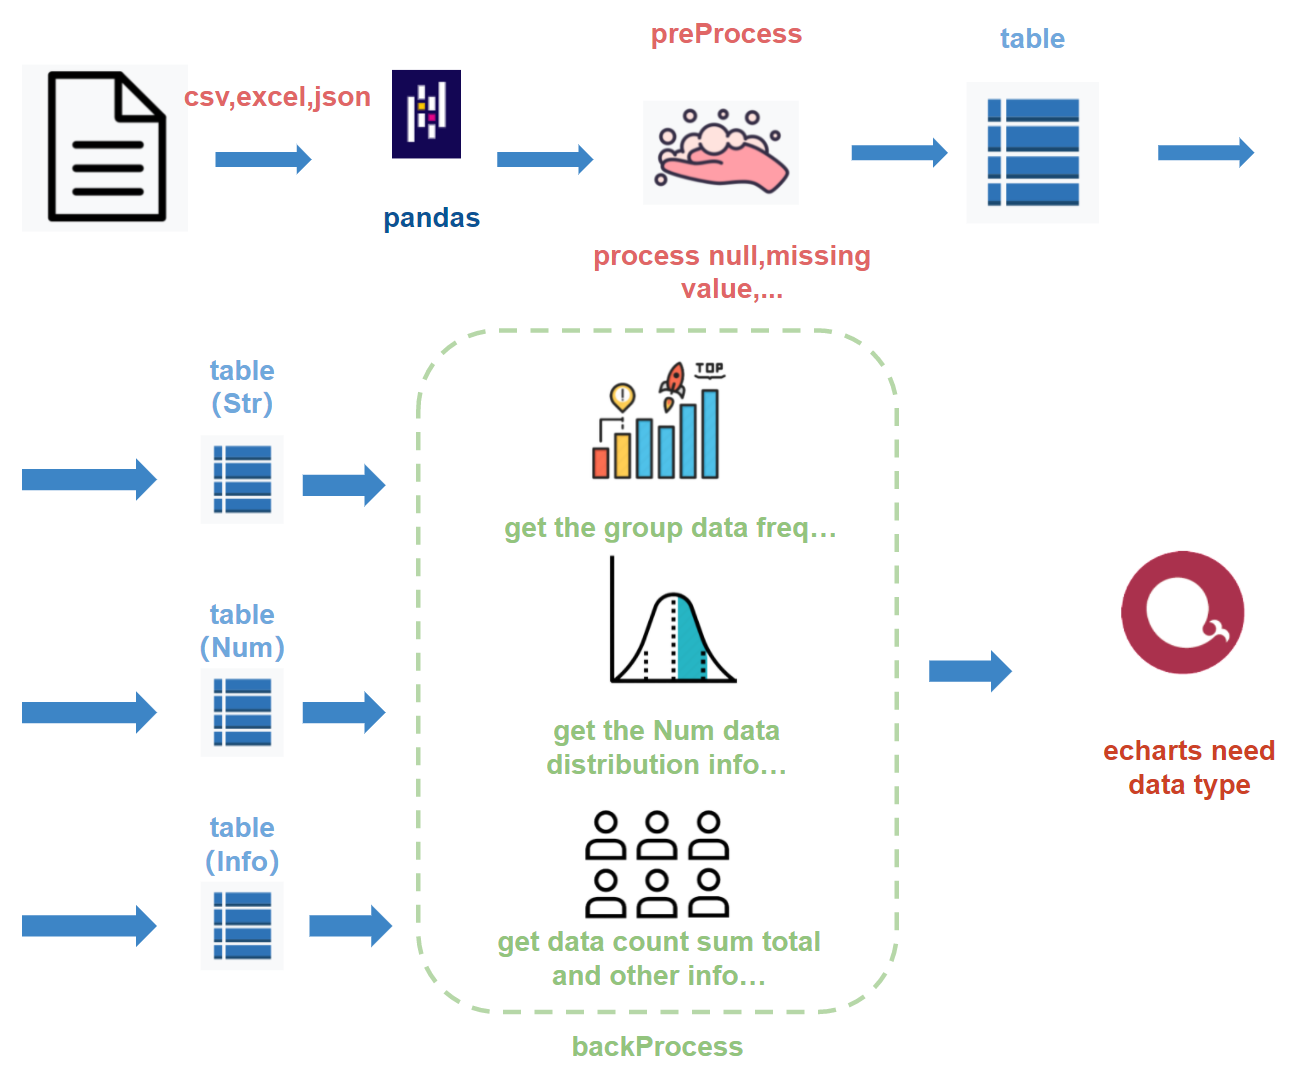 preProcess
table
csv,excel,json
pandas
process null,missing
value,...
table
(Str)
TOP
get the group data freq...
table
(Num)
get the Num data
distribution info...
echarts need
data type
table
(Info)
get data count sum total
and other info...
backProcess